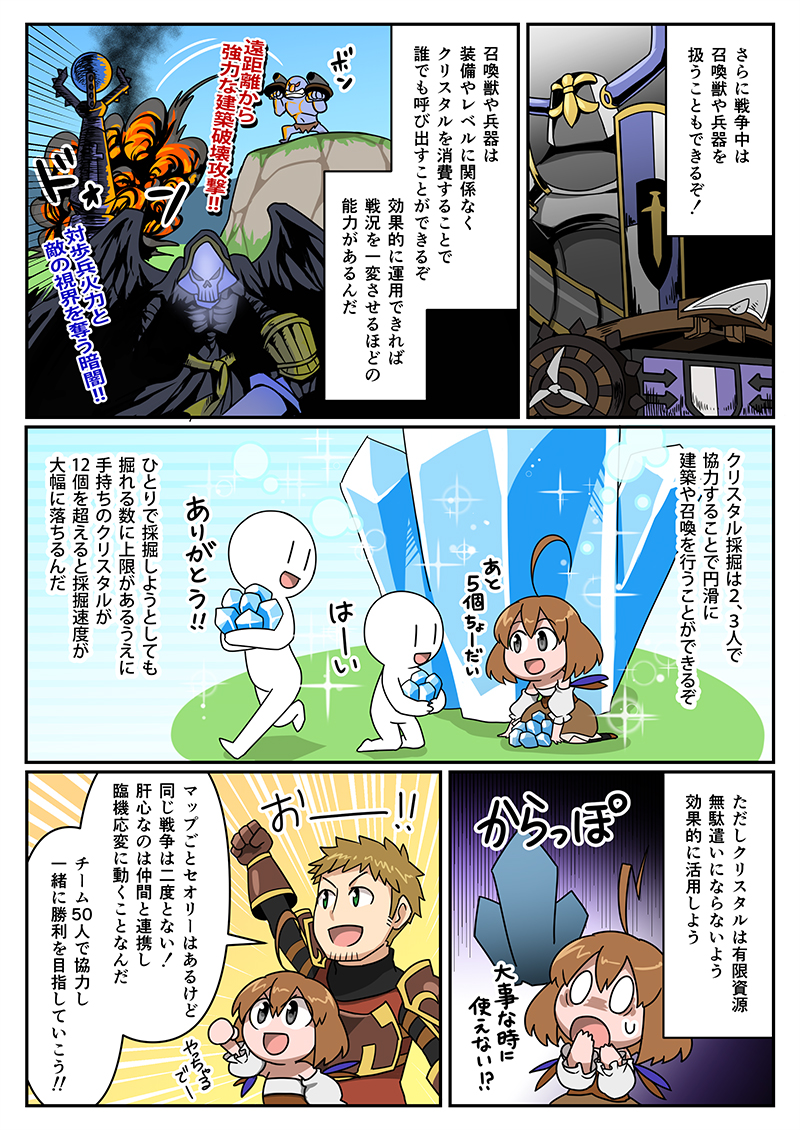 さらに戦争中は
召喚獣や兵器を
扱うこともできるぞ！
召喚獣や兵器は
装備やレベルに関係なく
クリスタルを消費することで
誰でも呼び出すことができるぞ
効果的に運用できれば
戦況を一変させるほどの
能力があるんだ
ボン
遠距離から
強力な建築破壊攻撃!!
ドォン
対歩兵火力と
敵の視界を奪う暗闇!!
クリスタル採掘は2、3人で
協力することで円滑に
建築や召喚を行うことができるぞ
あと
5個ちょーだい
はーい
ありがとう!!
ひとりで採掘しようとしても
掘れる数に上限があるうえに
手持ちのクリスタルが
12個を超えると採掘速度が
大幅に落ちるんだ
ただしクリスタルは有限資源
無駄遣いにならないよう
効果的に活用しよう
からっぽ
大事な時に
使えない!?
おー!!
マップごとセオリーはあるけど
同じ戦争は二度とない！
肝心なのは仲間と連携し
臨機応変に動くことなんだ
チーム50人で協力し
一緒に勝利を目指していこう!!
やっちゃる
でー